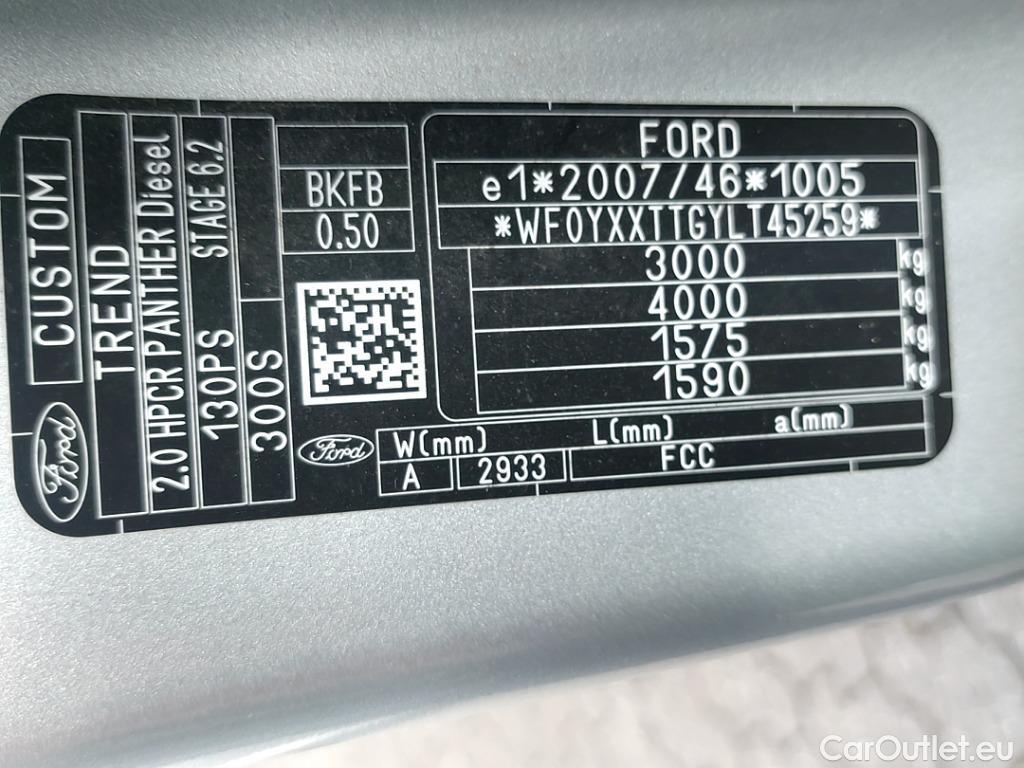 CUSTOM
TREND
2.0 HPCR PANTHER Diesel
130PS STAGE 6.2
300S
Ford
BKFB
0.50
FORD
e1*2007/46*1005
*WF0YXXTTGYLT45259*
3000 kg
4000 kg
1575 kg
1590 kg
Ford
W(mm) L(mm) a(mm)
A 2933 FCC
CarOutlet.eu